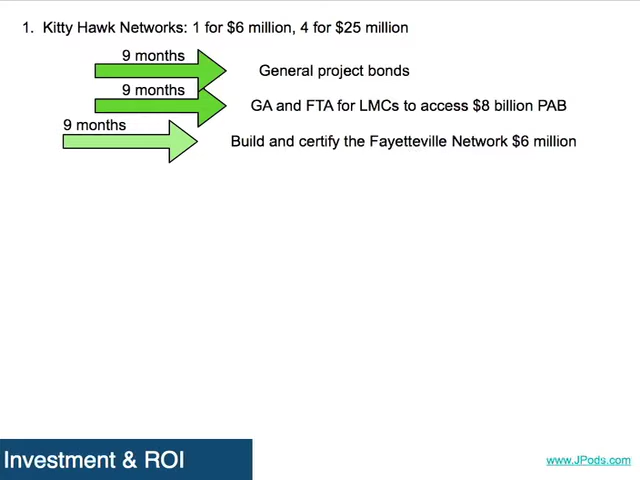 1. Kitty Hawk Networks: 1 for $6 million, 4 for $25 million
9 months
General project bonds
9 months
GA and FTA for LMCs to access $8 billion PAB
9 months
Build and certify the Fayetteville Network $6 million
Investment & ROI
www.JPods.com